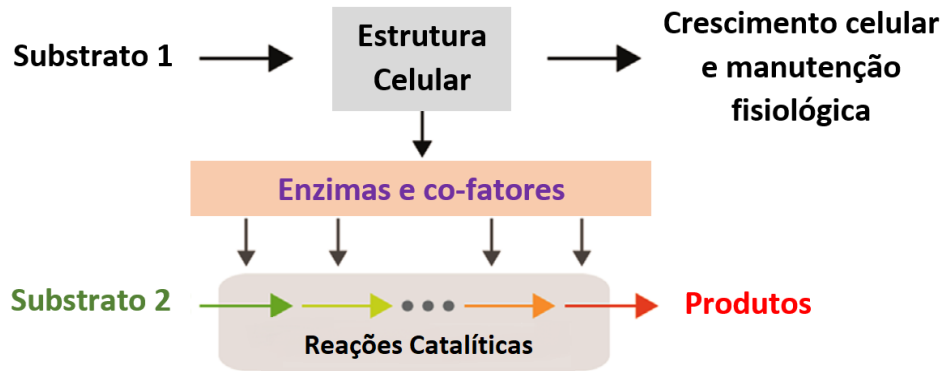 Substrato 1
Estrutura
Celular
Crescimento celular
e manutenção
fisiológica
Enzimas e co-fatores
Substrato 2
Produtos
Reações Catalíticas